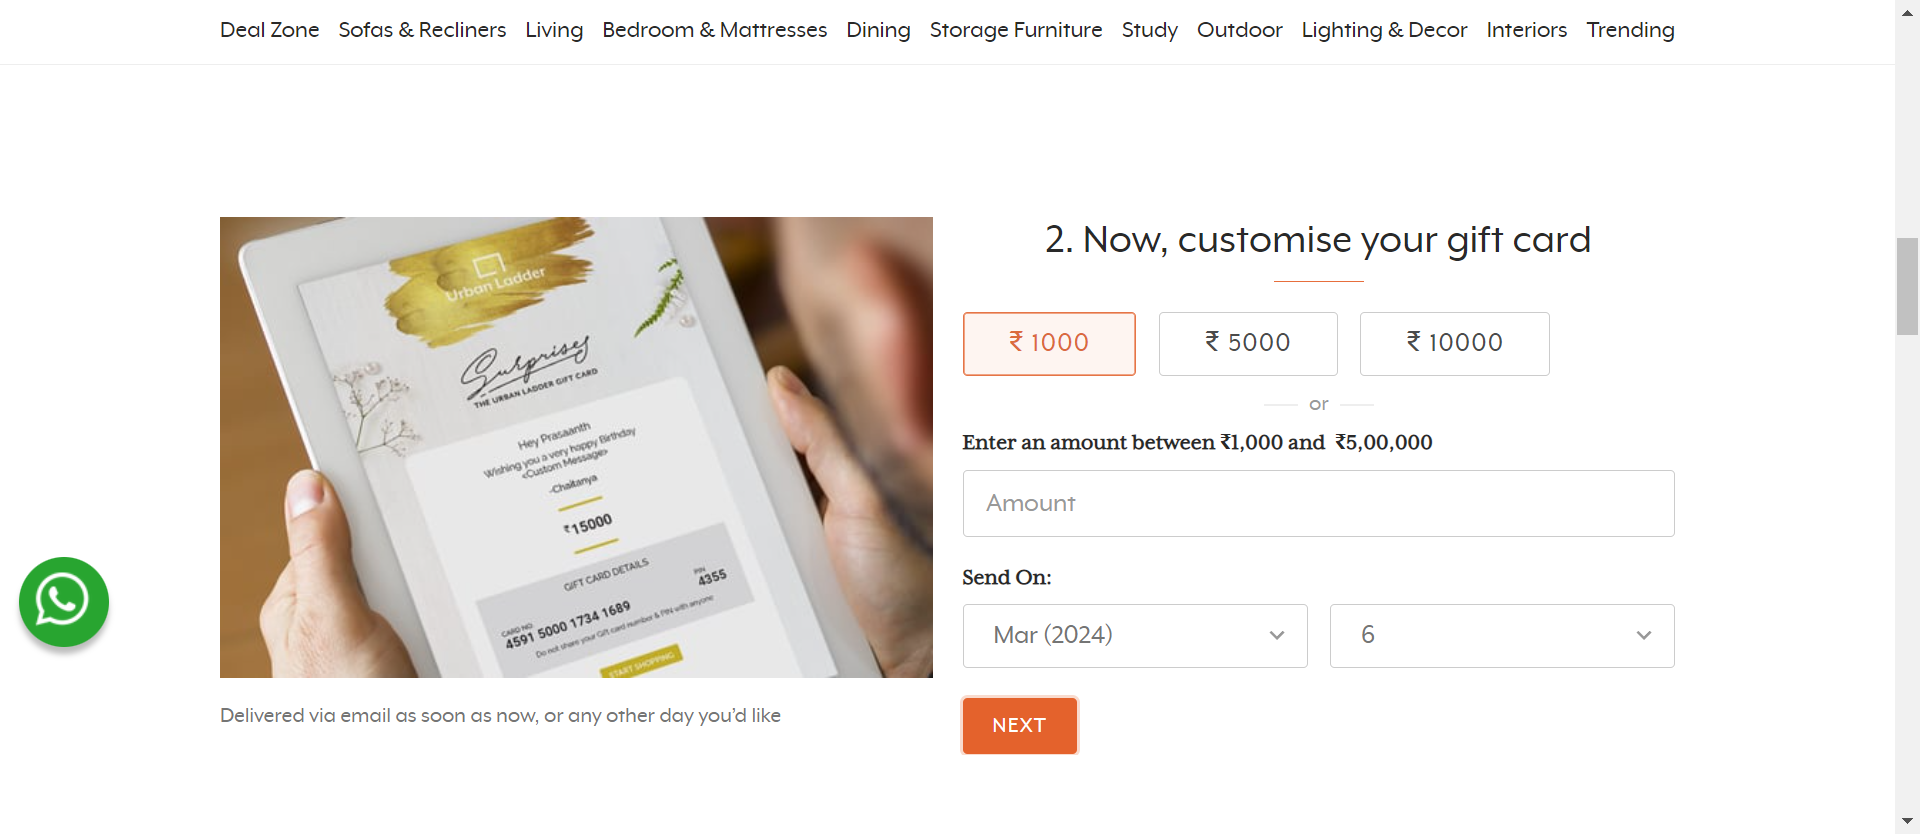 Deal Zone Sofas & Recliners Living Bedroom & Mattresses Dining Storage Furniture Study Outdoor Lighting & Decor Interiors Trending
Urban Ladder
Surprises
THE URBAN LADDER GIFT CARD
Hey Prasaanth
Wishing you a very happy Birthday
<Custom Message>
-Chaitanya
₹15000
GIFT CARD DETAILS
PIN
4355
CARD NO.
4591 5000 1734 1689
Do not share your Gift card number & PIN with anyone
START SHOPPING
Delivered via email as soon as now, or any other day you’d like
2. Now, customise your gift card
₹ 1000 ₹ 5000 ₹ 10000
or
Enter an amount between ₹1,000 and ₹5,00,000
Amount
Send On:
Mar (2024) 6
NEXT